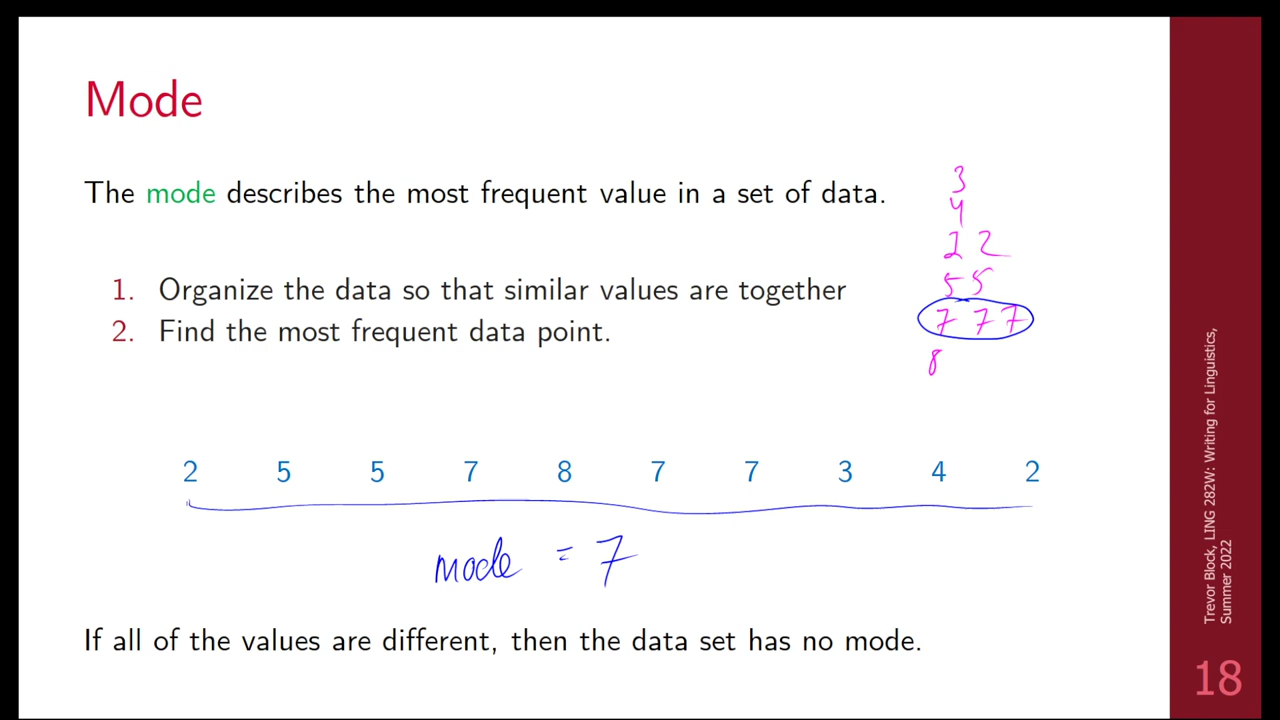 Mode
The mode describes the most frequent value in a set of data.
1. Organize the data so that similar values are together
2. Find the most frequent data point.
3
4
2 2
5 5
7 7 7
8
2 5 5 7 8 7 7 3 4 2
mode = 7
If all of the values are different, then the data set has no mode.
Trevor Block, LING 282W: Writing for Linguistics,
Summer 2022
18